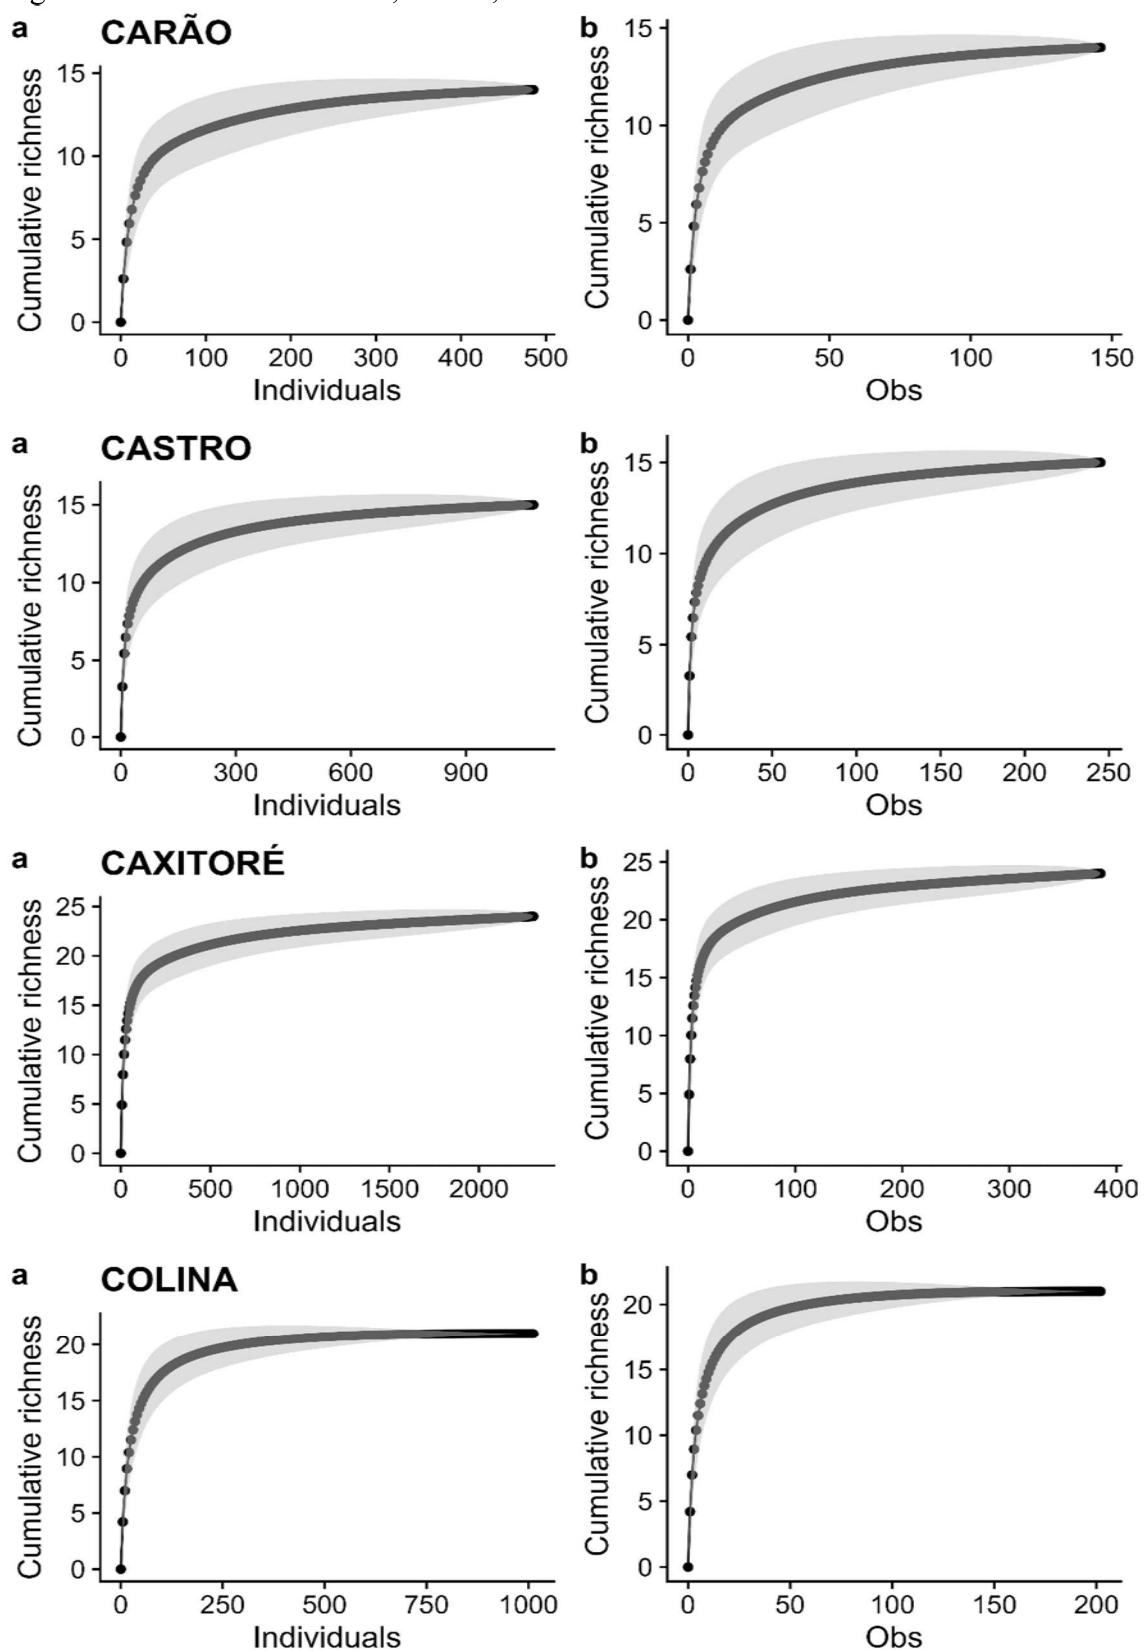 a CARÃO b
15
10
5
0
Cumulative richness
0 100 200 300 400 500
Individuals
15
10
5
0
Cumulative richness
0 50 100 150
Obs
a CASTRO b
15
10
5
0
Cumulative richness
0 300 600 900
Individuals
15
10
5
0
Cumulative richness
0 50 100 150 200 250
Obs
a CAXITORÉ b
25
20
15
10
5
0
Cumulative richness
0 500 1000 1500 2000
Individuals
25
20
15
10
5
0
Cumulative richness
0 100 200 300 400
Obs
a COLINA b
20
15
10
5
0
Cumulative richness
0 250 500 750 1000
Individuals
20
15
10
5
0
Cumulative richness
0 50 100 150 200
Obs